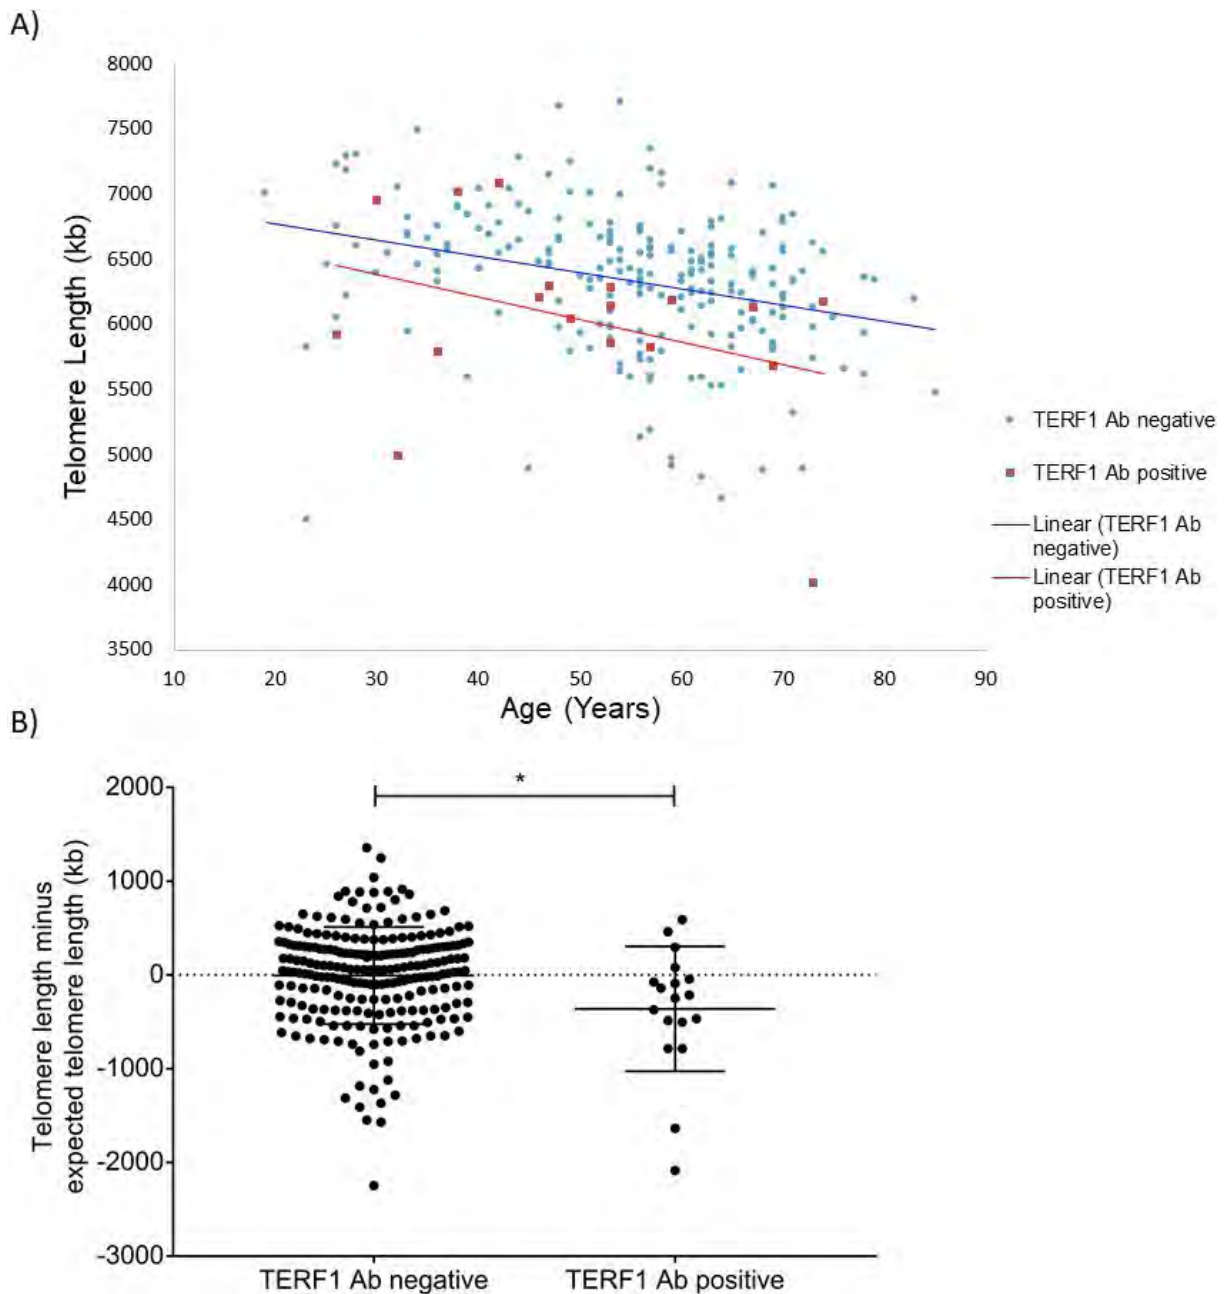 A)
8000
7500
7000
6500
6000
5500
5000
4500
4000
3500
Telomere Length (kb)
10 20 30 40 50 60 70 80 90
Age (Years)
TERF1 Ab negative
TERF1 Ab positive
Linear (TERF1 Ab
negative)
Linear (TERF1 Ab
positive)
B)
2000
1000
0
-1000
-2000
-3000
Telomere length minus
expected telomere length (kb)
*
TERF1 Ab negative TERF1 Ab positive